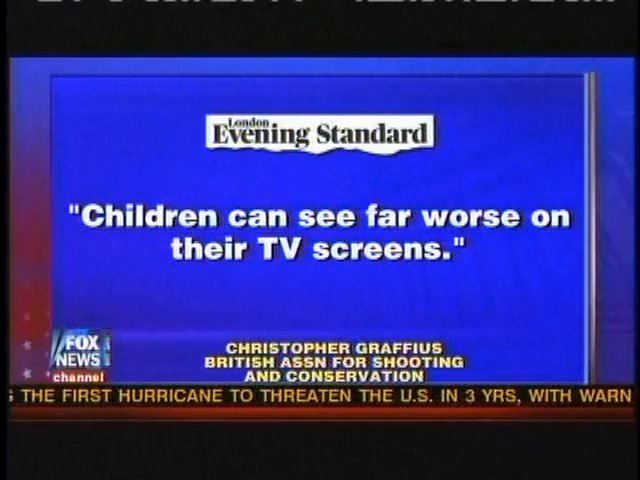 London
Evening Standard
"Children can see far worse on
their TV screens."
FOX
NEWS
channel
CHRISTOPHER GRAFFIUS
BRITISH ASSN FOR SHOOTING
AND CONSERVATION
THE FIRST HURRICANE TO THREATEN THE U.S. IN 3 YRS, WITH WARN